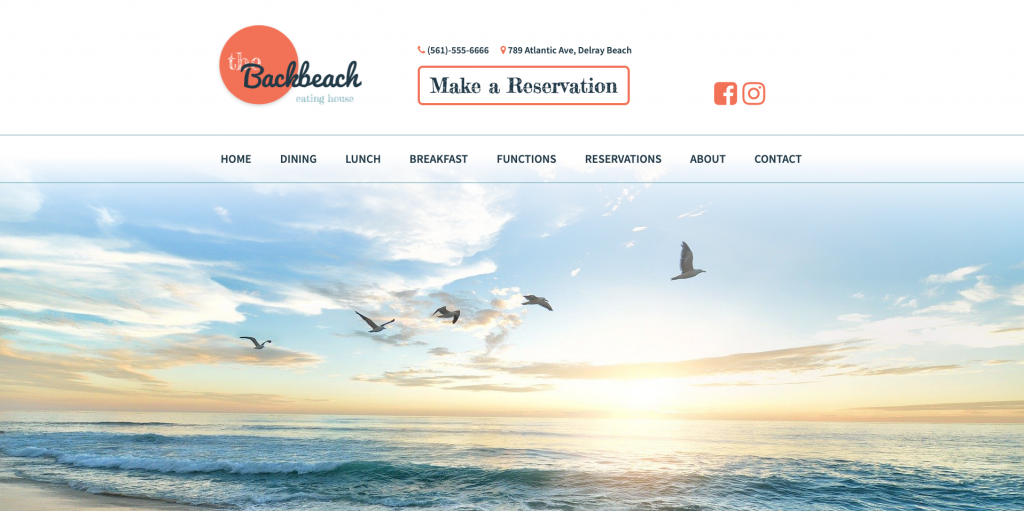 the
Backbeach
eating house
(561)-555-6666 789 Atlantic Ave, Delray Beach
Make a Reservation
HOME DINING LUNCH BREAKFAST FUNCTIONS RESERVATIONS ABOUT CONTACT